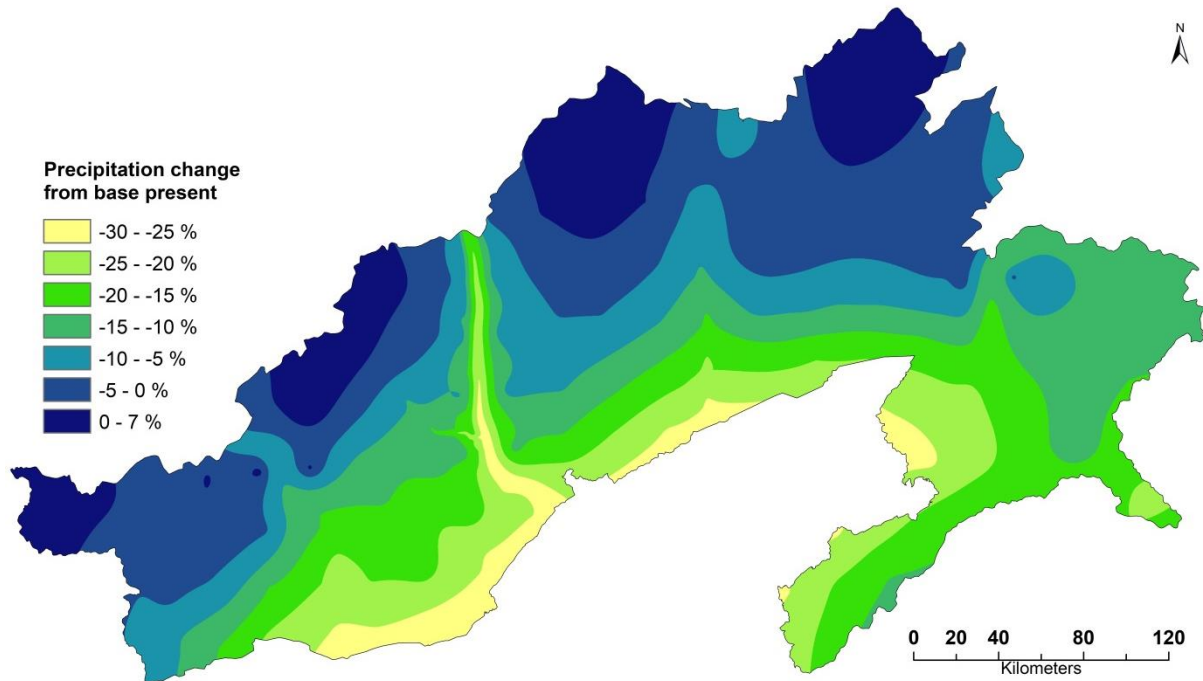 N
Precipitation change
from base present
-30 - -25 %
-25 - -20 %
-20 - -15 %
-15 - -10 %
-10 - -5 %
-5 - 0 %
0 - 7 %
0 20 40 80 120
Kilometers